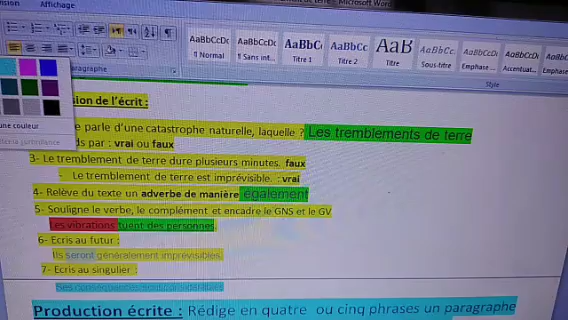 Affichage
Microsoft Word
AaBbCcDc AaBbCcDc AaBbC AaBbCc AaB AaBbCc. AaBbCcDc AaBbCcDc
¶ Normal ¶ Sans int... Titre 1 Titre 2 Titre Sous-titre Emphase ... Accentuat... Emphase
aragraphe
Style
sion de l'écrit :
e parle d'une catastrophe naturelle, laquelle ? Les tremblements de terre
ds par : vrai ou faux
une couleur
3- Le tremblement de terre dure plusieurs minutes. faux
- Le tremblement de terre est imprévisible. : vrai
4- Relève du texte un adverbe de manière également
5- Souligne le verbe, le complément et encadre le GNS et le GV
Les vibrations tuent des personnes.
6- Ecris au futur :
Ils seront généralement imprévisibles.
7- Ecris au singulier :
Production écrite : Rédige en quatre ou cinq phrases un paragraphe